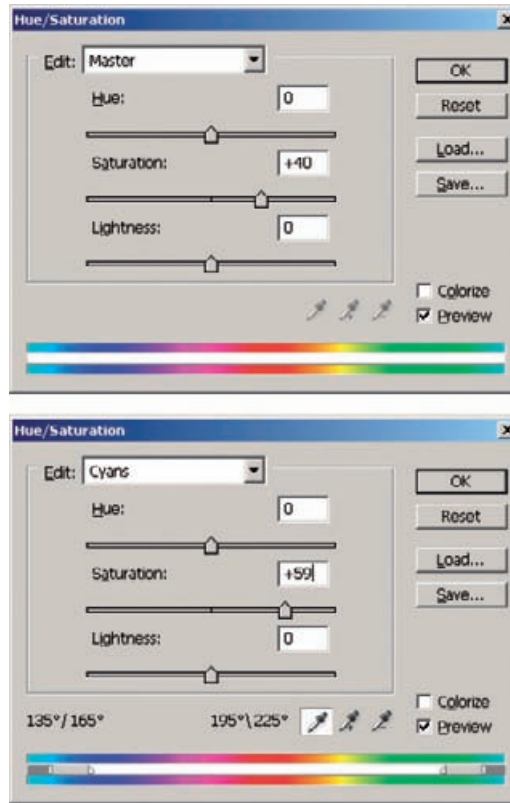 Hue/Saturation
Edit: Master
OK
Hue: 0
Reset
Saturation: +40
Load...
Save...
Lightness: 0
Colorize
Preview
Hue/Saturation
Edit: Cyans
OK
Hue: 0
Reset
Saturation: +59
Load...
Save...
Lightness: 0
Colorize
135°/165° 195°\225° Preview